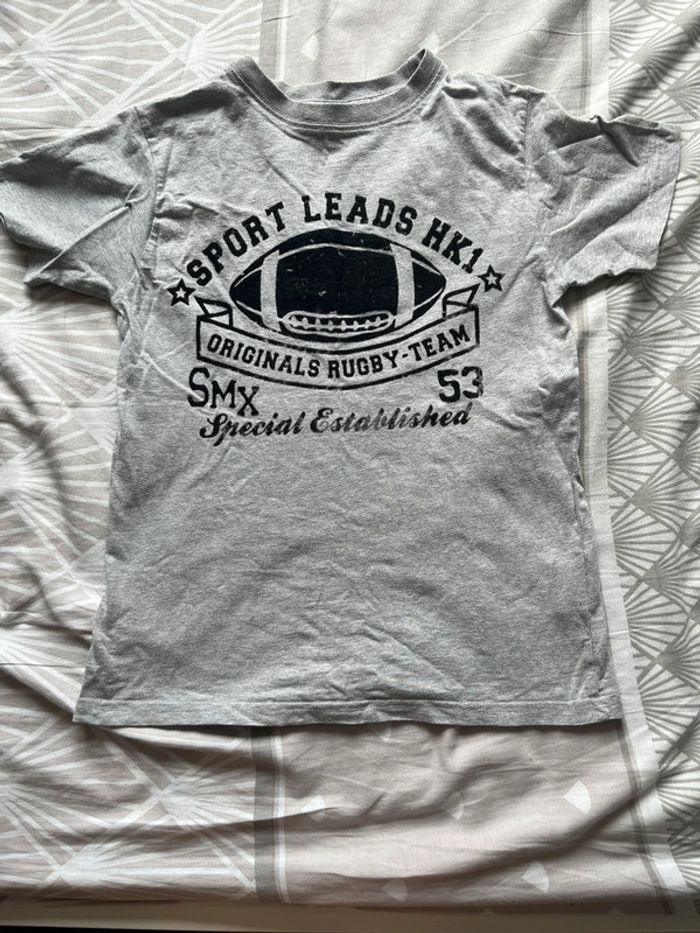 SPORT LEADS HK1
ORIGINALS RUGBY-TEAM
SMX 53
Special Established